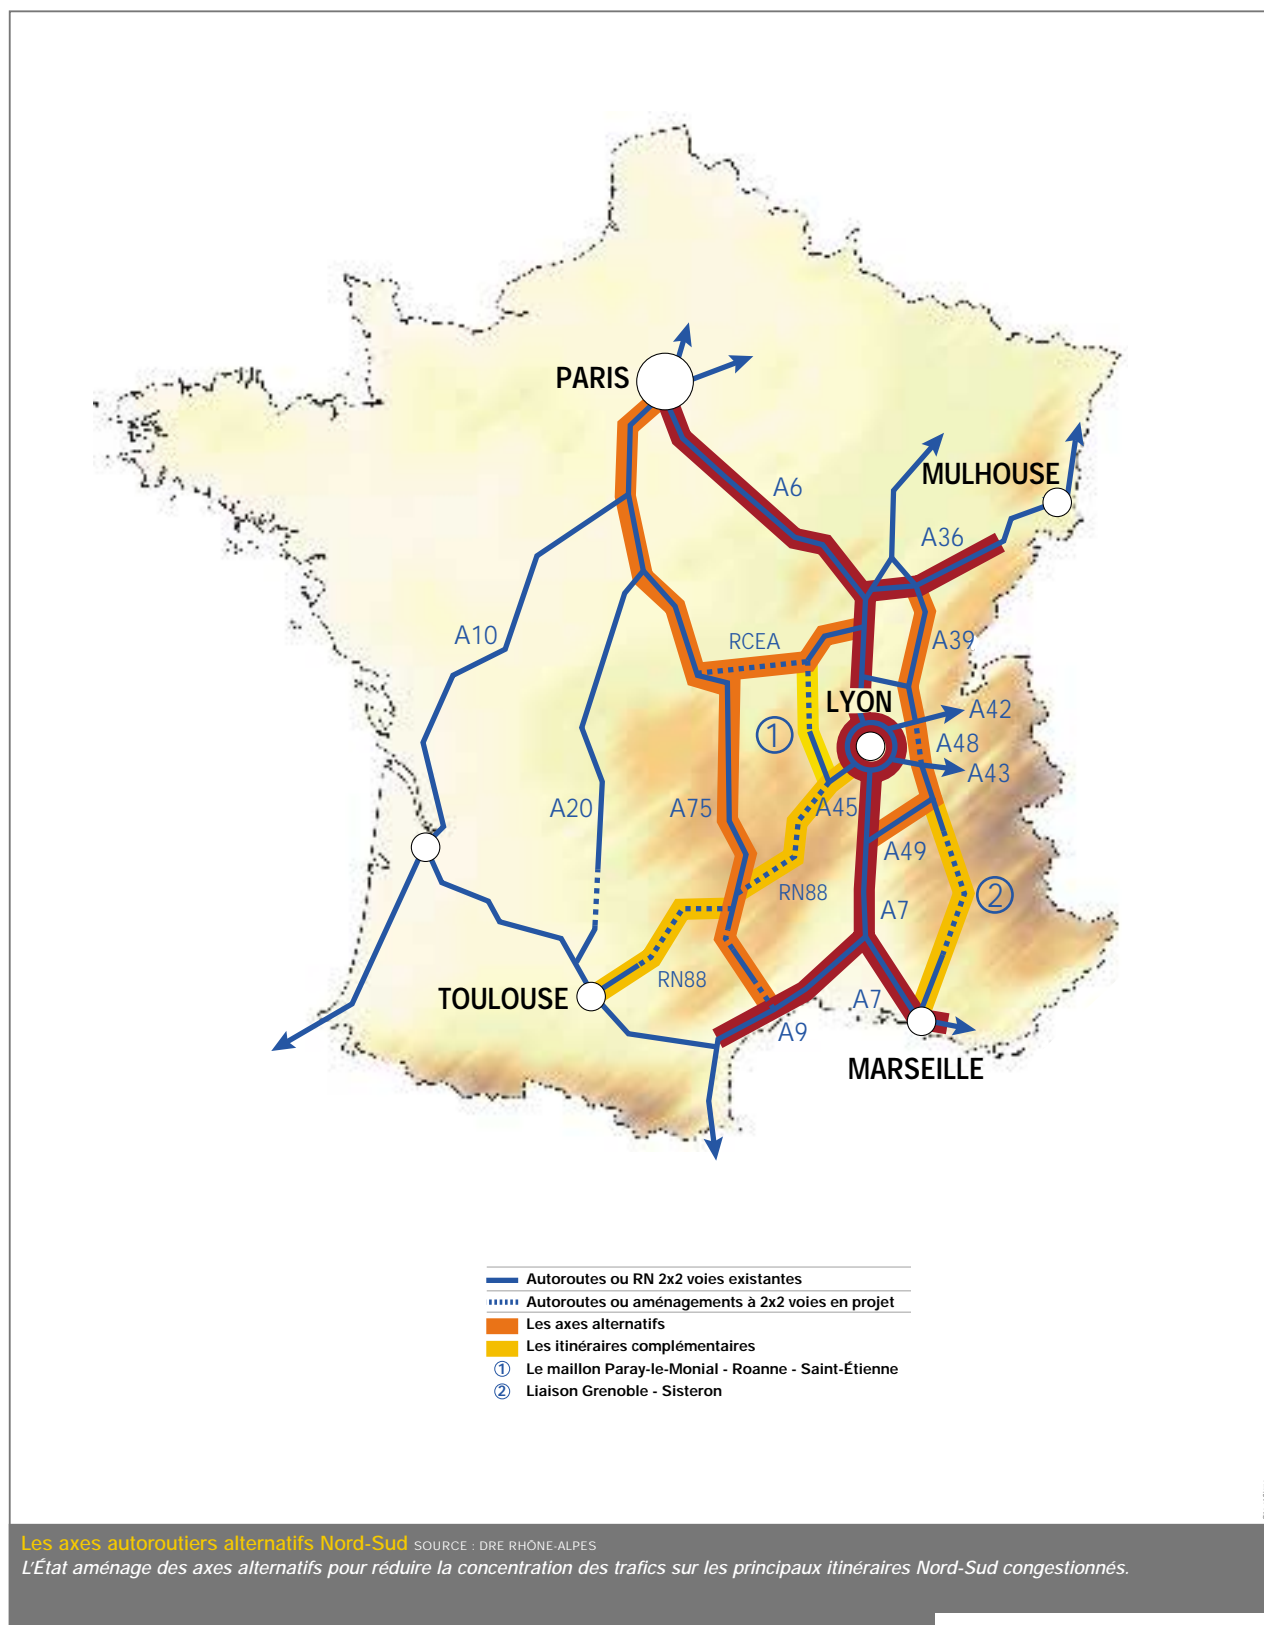 PARIS
A6
MULHOUSE
A36
A10
RCEA
A39
LYON
A42
1
A48
A43
A20
A75
A45
A49
RN88
2
A7
RN88
TOULOUSE
A7
A9
MARSEILLE
Autoroutes ou RN 2x2 voies existantes
Autoroutes ou aménagements à 2x2 voies en projet
Les axes alternatifs
Les itinéraires complémentaires
1 Le maillon Paray-le-Monial - Roanne - Saint-Étienne
2 Liaison Grenoble - Sisteron
Les axes autoroutiers alternatifs Nord-Sud SOURCE : DRE RHÔNE-ALPES
L'État aménage des axes alternatifs pour réduire la concentration des trafics sur les principaux itinéraires Nord-Sud congestionnés.